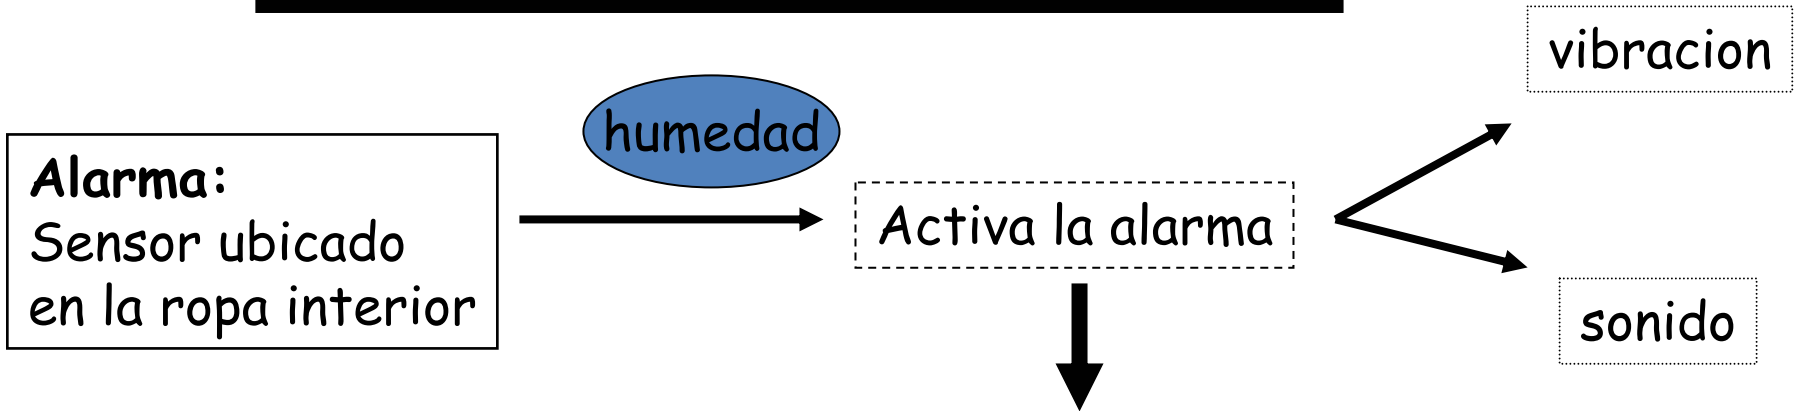 vibracion
humedad
Alarma:
Sensor ubicado
en la ropa interior
Activa la alarma
sonido